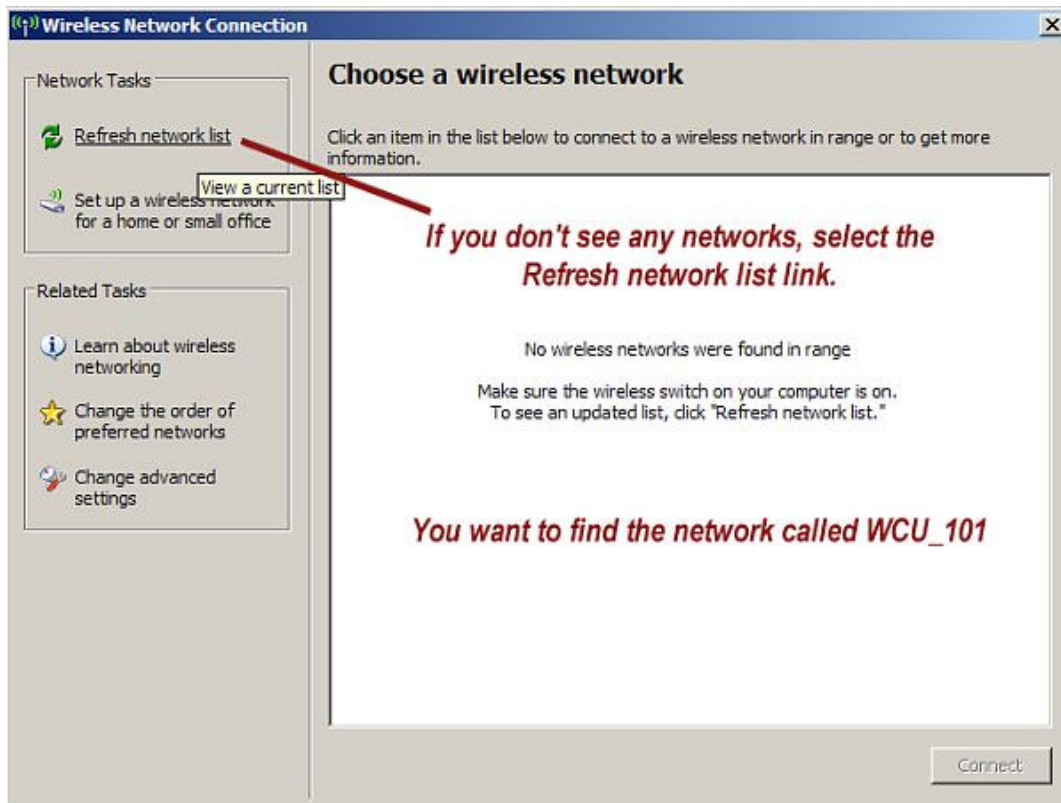 Wireless Network Connection
Network Tasks
Refresh network list
View a current list
Set up a wireless network
for a home or small office
Related Tasks
Learn about wireless
networking
Change the order of
preferred networks
Change advanced
settings
Choose a wireless network
Click an item in the list below to connect to a wireless network in range or to get more
information.
If you don't see any networks, select the
Refresh network list link.
No wireless networks were found in range
Make sure the wireless switch on your computer is on.
To see an updated list, click "Refresh network list."
You want to find the network called WCU_101
Connect